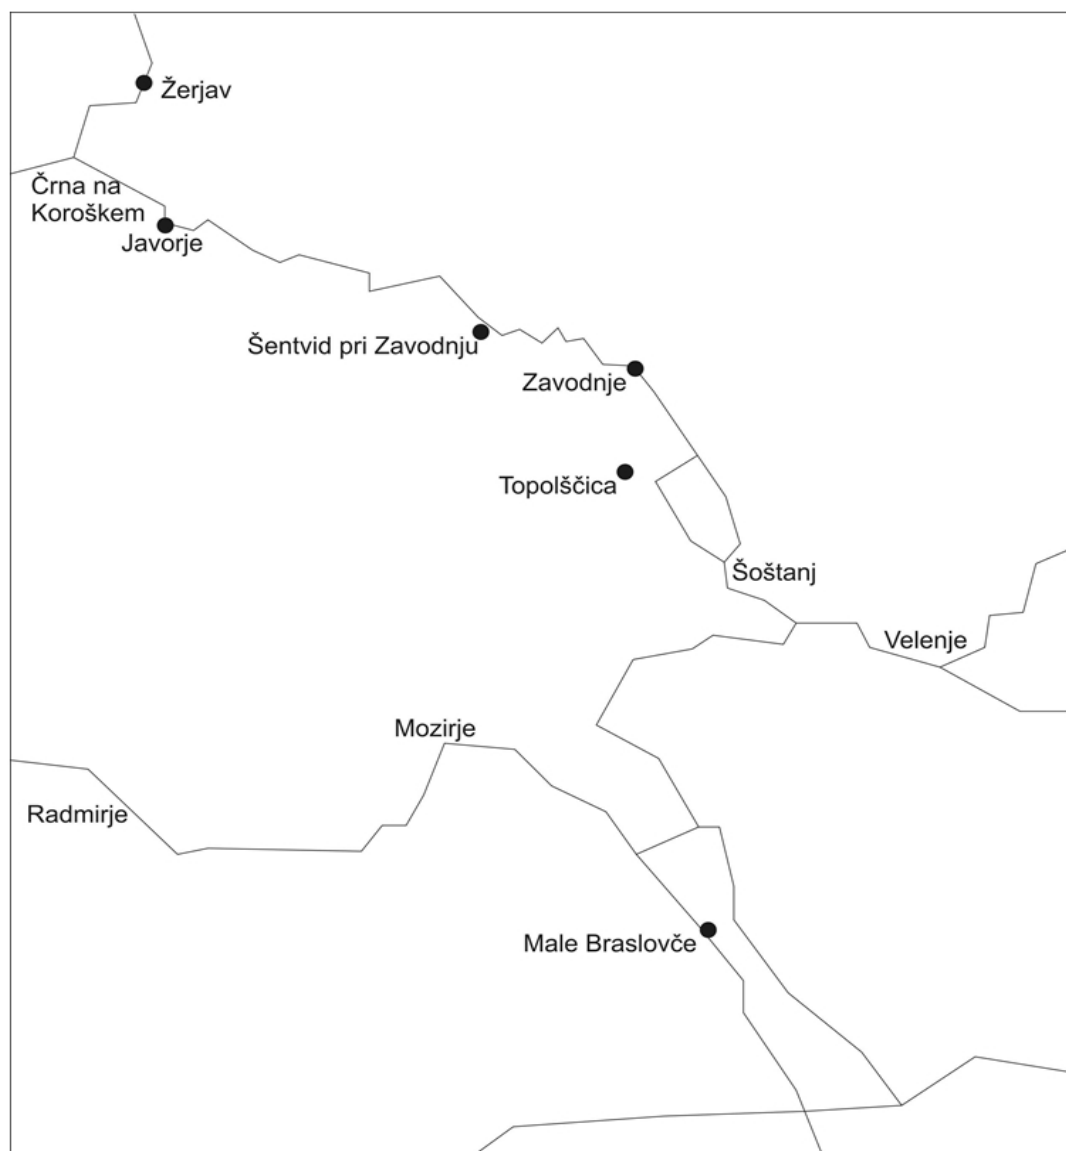 Žerjav
Črna na
Koroškem
Javorje
Šentvid pri Zavodnju
Zavodnje
Topolščica
Šoštanj
Velenje
Mozirje
Radmirje
Male Braslovče